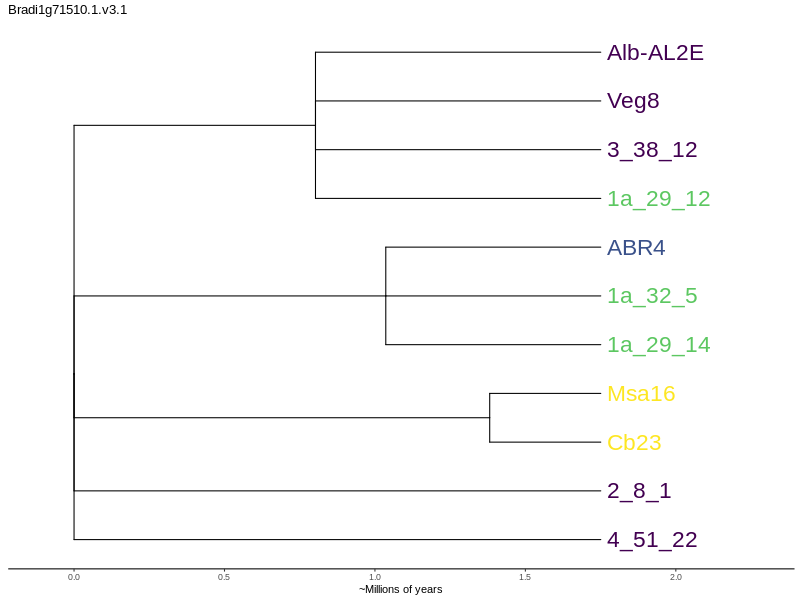 Bradi1g71510.1.v3.1
Alb-AL2E
Veg8
3_38_12
1a_29_12
ABR4
1a_32_5
1a_29_14
Msa16
Cb23
2_8_1
4_51_22
0.0 0.5 1.0 1.5 2.0
~Millions of years